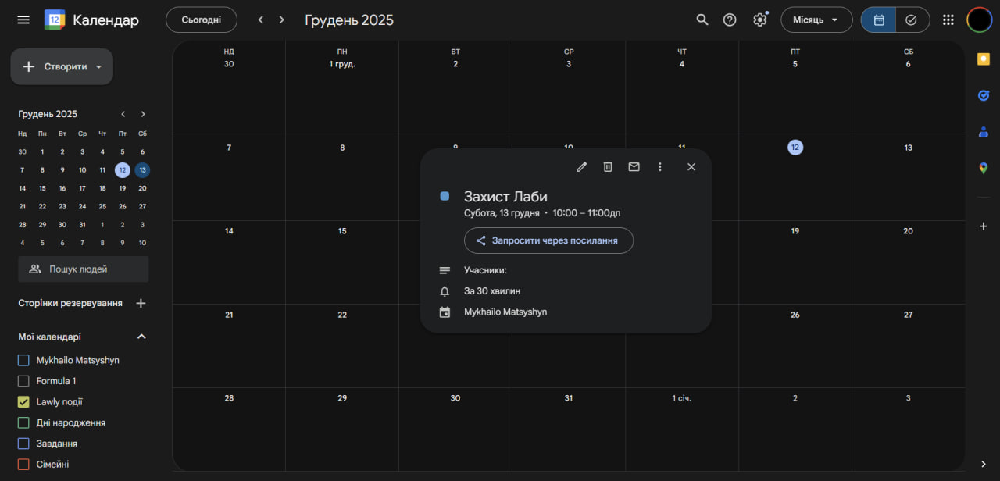 12 Календар Сьогодні Грудень 2025 Місяць
Створити
Грудень 2025
Нд Пн Вт Ср Чт Пт Сб
30 1 2 3 4 5 6
7 8 9 10 11 12 13
14 15 16 17 18 19 20
21 22 23 24 25 26 27
28 29 30 31 1 2 3
4 5 6 7 8 9 10
Пошук людей
Сторінки резервування
Мої календарі
Mykhailo Matsyshyn
Formula 1
Lawly події
Дні народження
Завдання
Сімейні
НД ПН ВТ СР ЧТ ПТ СБ
30 1 груд. 2 3 4 5 6
7 8 9 10 11 12 13
14 15 19 20
21 22 26 27
28 29 30 31 1 січ. 2 3
Захист Лаби
Субота, 13 грудня · 10:00 – 11:00дп
Запросити через посилання
Учасники:
За 30 хвилин
Mykhailo Matsyshyn